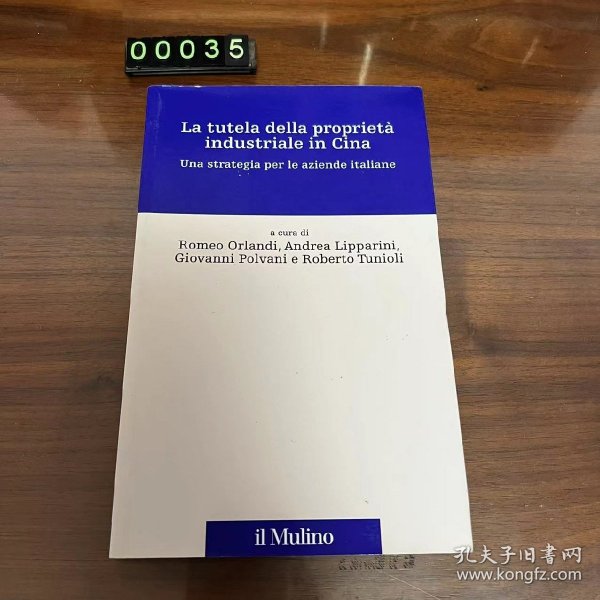 00035
La tutela della proprietà
industriale in Cina
Una strategia per le aziende italiane
a cura di
Romeo Orlandi, Andrea Lipparini,
Giovanni Polvani e Roberto Tunioli
il Mulino
孔夫子旧書网
www.kongfz.com